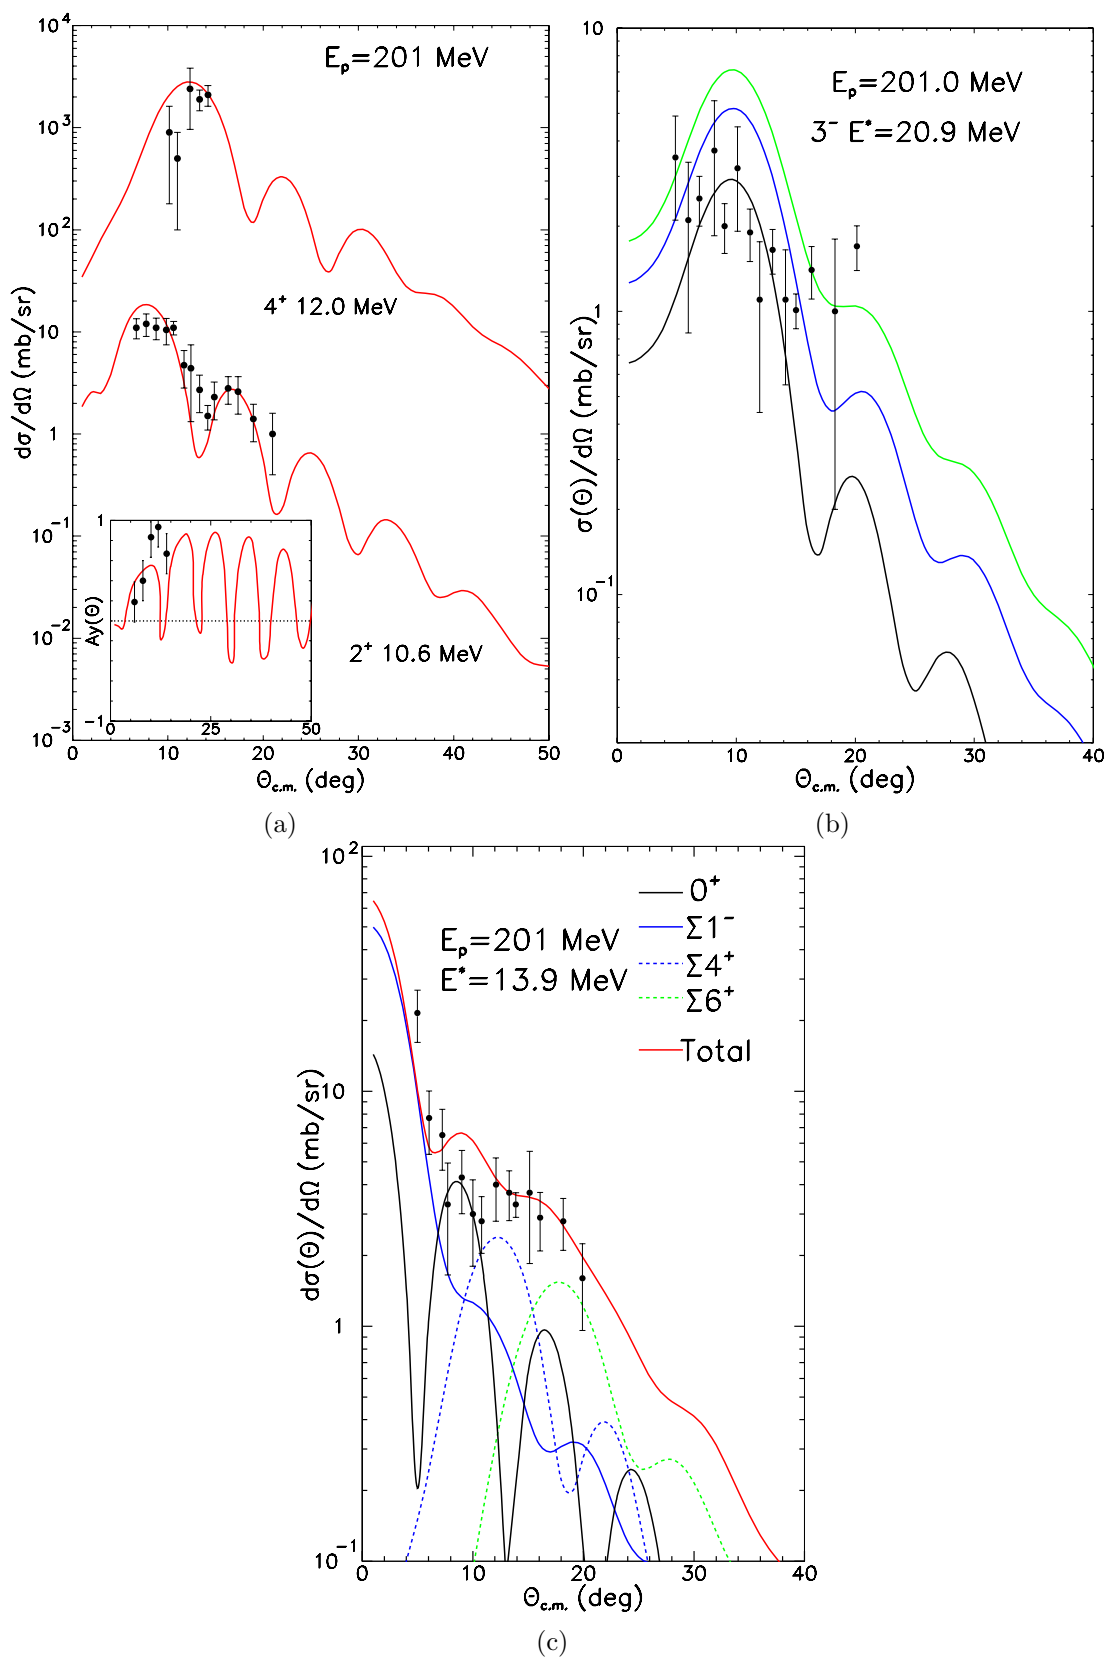 E_p=201 MeV
10^4
10^3
10^2
10
1
10^-1
10^-2
10^-3
dσ/dΩ (mb/sr)
4^+ 12.0 MeV
2^+ 10.6 MeV
1
Ay(Θ)
-1
0 25 50
0 10 20 30 40 50
Θ_c.m. (deg)
(a)
E_p=201.0 MeV
3^- E^*=20.9 MeV
10
1
10^-1
σ(Θ)/dΩ (mb/sr)
0 10 20 30 40
Θ_c.m. (deg)
(b)
E_p=201 MeV
E^*=13.9 MeV
0^+
Σ1^-
Σ4^+
Σ6^+
Total
10^2
10
1
10^-1
dσ(Θ)/dΩ (mb/sr)
0 10 20 30 40
Θ_c.m. (deg)
(c)